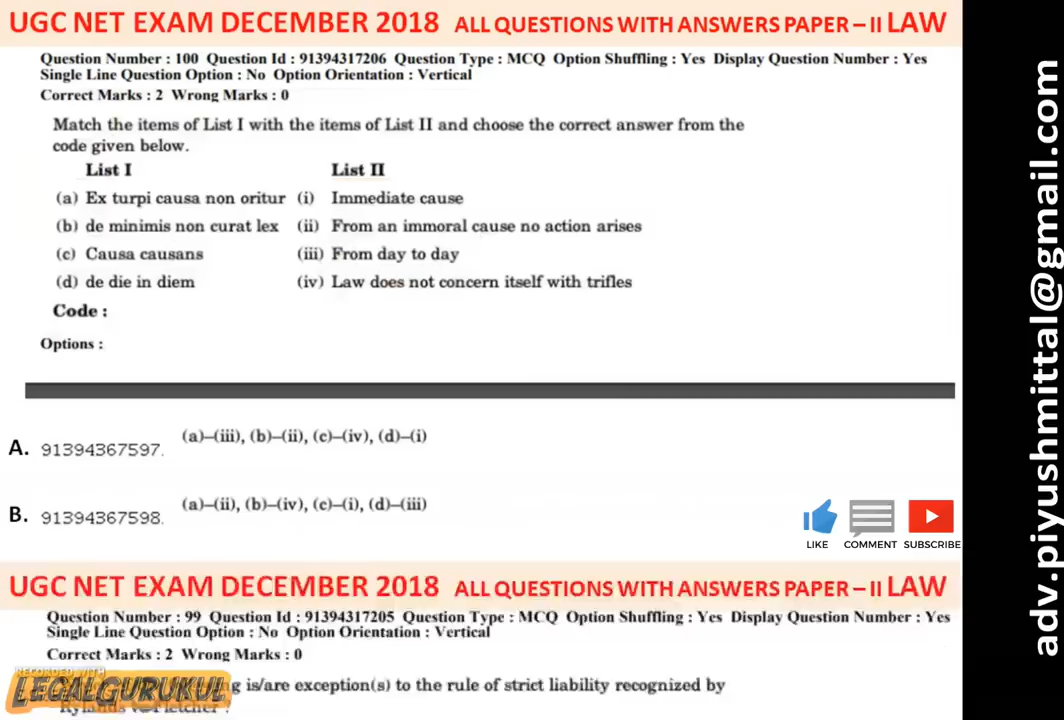 UGC NET EXAM DECEMBER 2018 ALL QUESTIONS WITH ANSWERS PAPER – II LAW
Question Number : 100 Question Id : 91394317206 Question Type : MCQ Option Shuffling : Yes Display Question Number : Yes
Single Line Question Option : No Option Orientation : Vertical
Correct Marks : 2 Wrong Marks : 0
Match the items of List I with the items of List II and choose the correct answer from the
code given below.
List I List II
(a) Ex turpi causa non oritur (i) Immediate cause
(b) de minimis non curat lex (ii) From an immoral cause no action arises
(c) Causa causans (iii) From day to day
(d) de die in diem (iv) Law does not concern itself with trifles
Code :
Options :
A. 91394367597. (a)–(iii), (b)–(ii), (c)–(iv), (d)–(i)
B. 91394367598. (a)–(ii), (b)–(iv), (c)–(i), (d)–(iii)
LIKE COMMENT SUBSCRIBE
UGC NET EXAM DECEMBER 2018 ALL QUESTIONS WITH ANSWERS PAPER – II LAW
Question Number : 99 Question Id : 91394317205 Question Type : MCQ Option Shuffling : Yes Display Question Number : Yes
Single Line Question Option : No Option Orientation : Vertical
Correct Marks : 2 Wrong Marks : 0
RECORDED WITH
LEGALGURUKUL
is/are exception(s) to the rule of strict liability recognized by
Rylands v. Fletcher ?
adv.piyushmittal@gmail.com